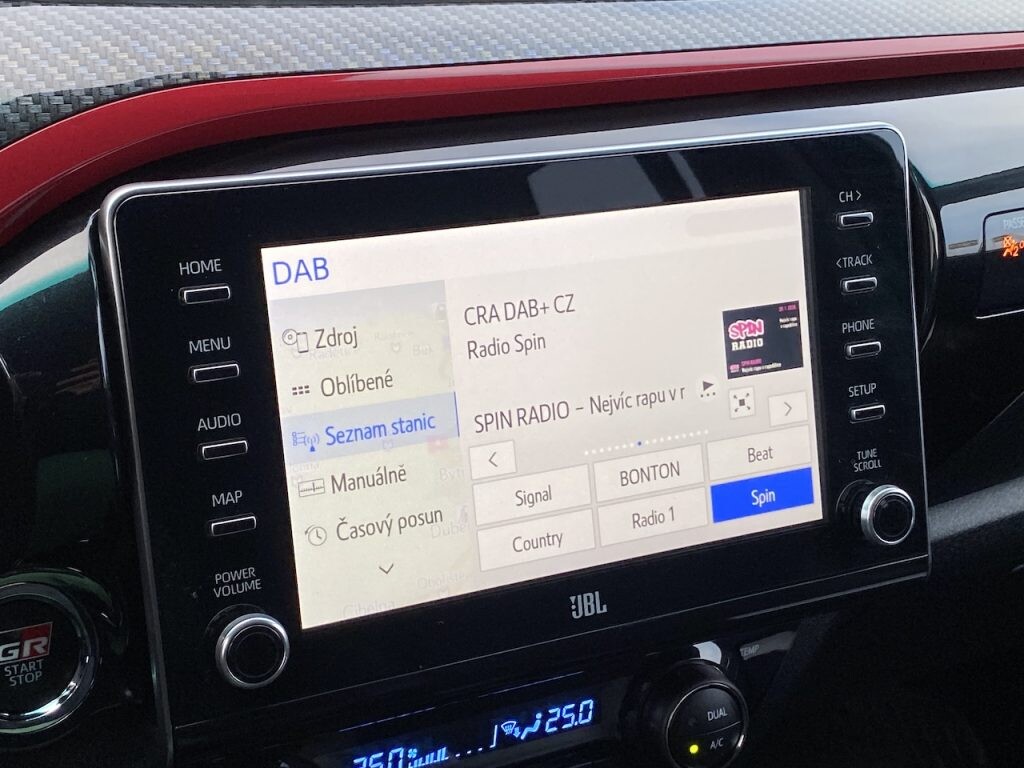 HOME
MENU
AUDIO
MAP
POWER
VOLUME
DAB
Zdroj
Oblíbené
Seznam stanic
Manuálně
Časový posun
CRA DAB+ CZ
Radio Spin
SPIN
RADIO
SPIN RADIO – Nejvíc rapu v r
Signal
BONTON
Beat
Country
Radio 1
Spin
CH >
< TRACK
PHONE
SETUP
TUNE
SCROLL
JBL
GR
START
STOP
25.0
TEMP
DUAL
A/C